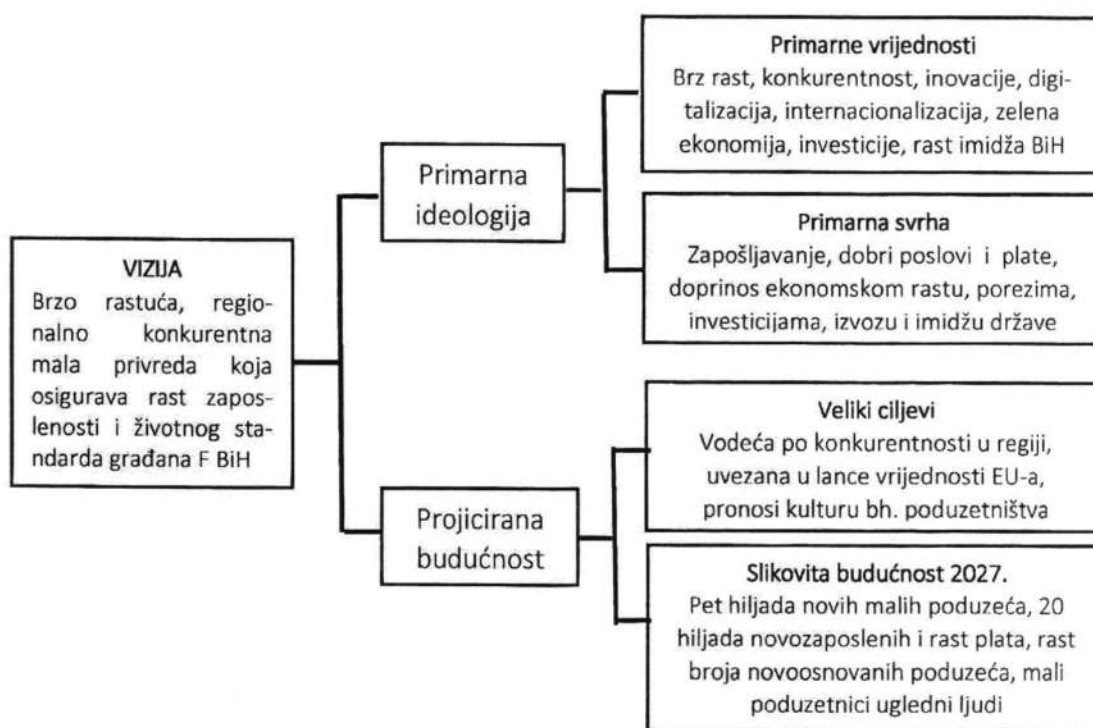 VIZIJA
Brzo rastuća, regio-
nalno konkurentna
mala privreda koja
osigurava rast zapos-
lenosti i životnog sta-
ndarda građana F BiH
Primarna
ideologija
Projicirana
budućnost
Primarne vrijednosti
Brz rast, konkurentnost, inovacije, digi-
talizacija, internacionalizacija, zelena
ekonomija, investicije, rast imidža BiH
Primarna svrha
Zapošljavanje, dobri poslovi i plate,
doprinos ekonomskom rastu, porezima,
investicijama, izvozu i imidžu države
Veliki ciljevi
Vodeća po konkurentnosti u regiji,
uvezana u lance vrijednosti EU-a,
pronosi kulturu bh. poduzetništva
Slikovita budućnost 2027.
Pet hiljada novih malih poduzeća, 20
hiljada novozaposlenih i rast plata, rast
broja novoosnovanih poduzeća, mali
poduzetnici ugledni ljudi